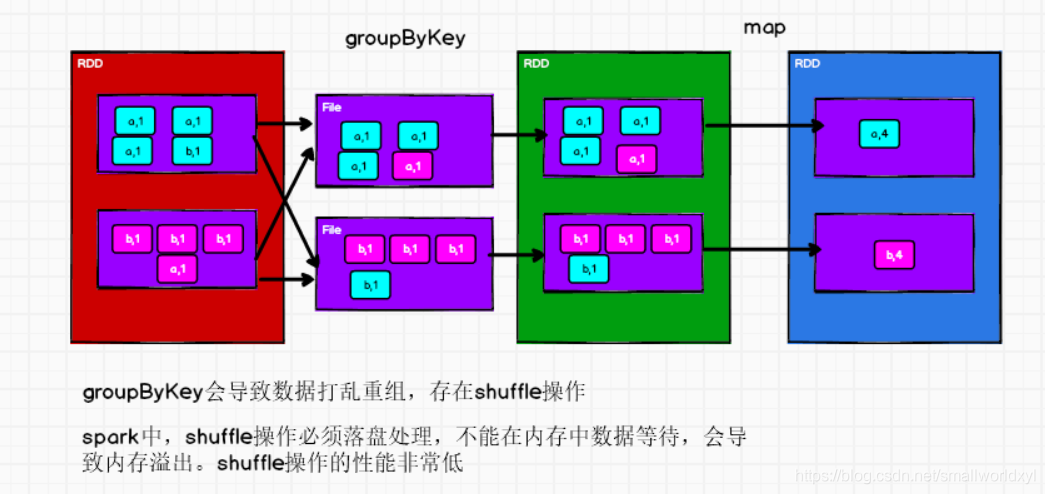 groupByKey
map
RDD
a,1 a,1
a,1 b,1
b,1 b,1 b,1
a,1
File
a,1 a,1
a,1 a,1
File
b,1 b,1 b,1
b,1
RDD
a,1 a,1
a,1 a,1
b,1 b,1 b,1
b,1
RDD
a,4
b,4
groupByKey会导致数据打乱重组，存在shuffle操作
spark中，shuffle操作必须落盘处理，不能在内存中数据等待，会导
致内存溢出。shuffle操作的性能非常低
https://blog.csdn.net/smallworldxyl